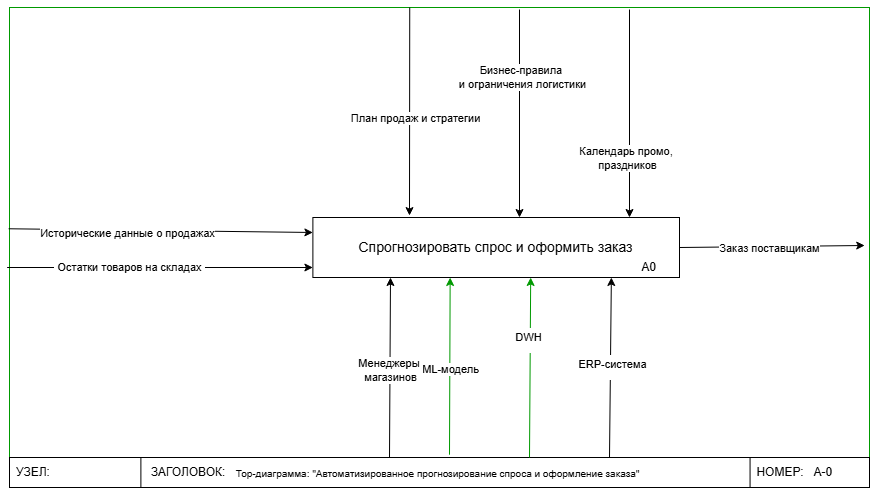 Бизнес-правила
и ограничения логистики
План продаж и стратегии
Календарь промо,
праздников
Исторические данные о продажах
Спрогнозировать спрос и оформить заказ
Заказ поставщикам
Остатки товаров на складах
A0
DWH
Менеджеры
магазинов
ML-модель
ERP-система
УЗЕЛ:
ЗАГОЛОВОК: Top-диаграмма: "Автоматизированное прогнозирование спроса и оформление заказа"
НОМЕР: A-0